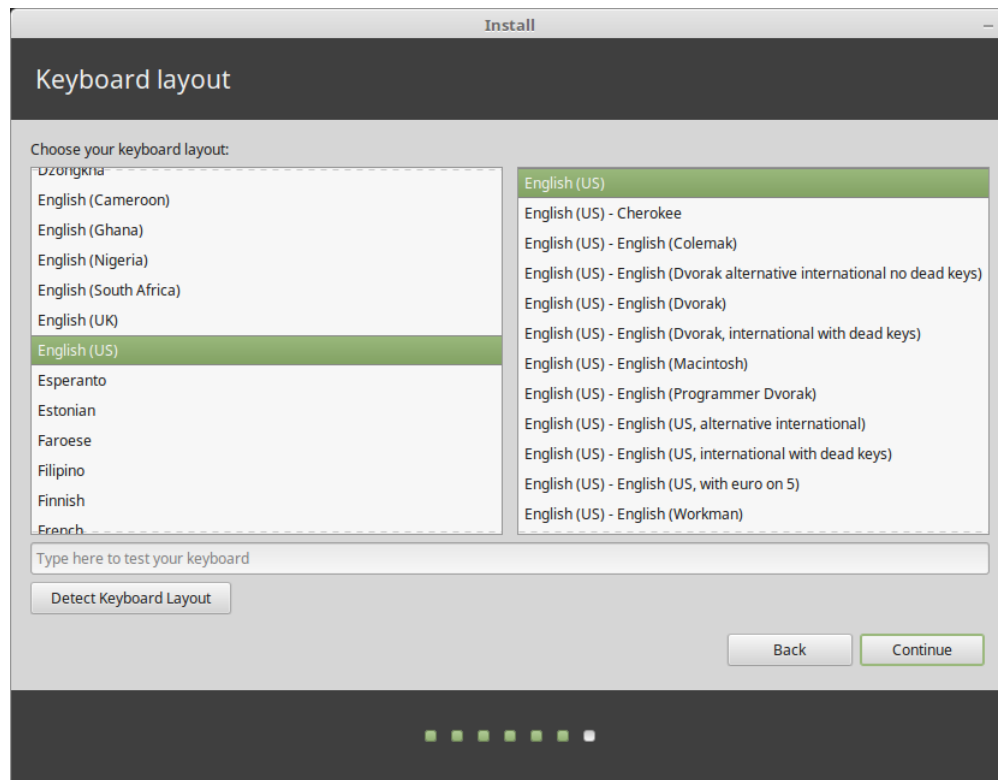 Install
Keyboard layout
Choose your keyboard layout:
Dzongkha
English (Cameroon)
English (Ghana)
English (Nigeria)
English (South Africa)
English (UK)
English (US)
Esperanto
Estonian
Faroese
Filipino
Finnish
French
English (US)
English (US) - Cherokee
English (US) - English (Colemak)
English (US) - English (Dvorak alternative international no dead keys)
English (US) - English (Dvorak)
English (US) - English (Dvorak, international with dead keys)
English (US) - English (Macintosh)
English (US) - English (Programmer Dvorak)
English (US) - English (US, alternative international)
English (US) - English (US, international with dead keys)
English (US) - English (US, with euro on 5)
English (US) - English (Workman)
Type here to test your keyboard
Detect Keyboard Layout
Back Continue